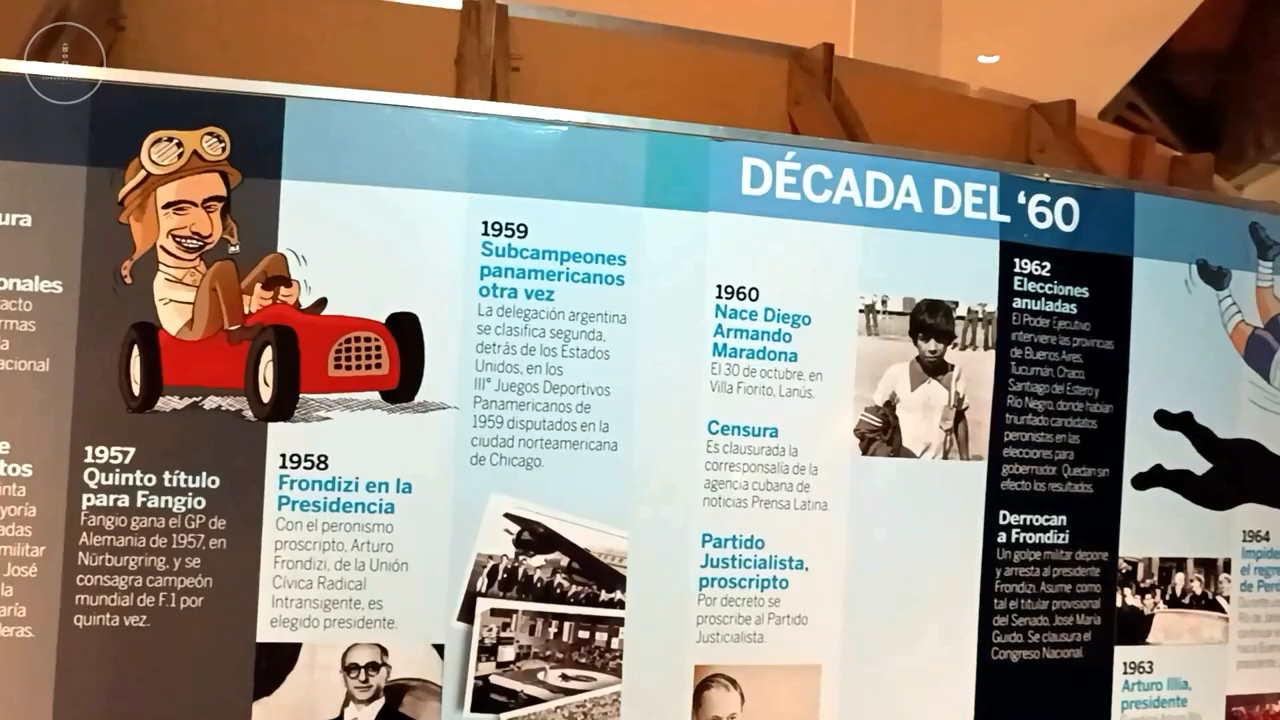 ura
onales
acto
rmas
la
acional
e
tos
inta
yoría
adas
militar
José
la
aría
leras.
1957
Quinto título
para Fangio
Fangio gana el GP de
Alemania de 1957, en
Nürburgring, y se
consagra campeón
mundial de F.1 por
quinta vez.
1958
Frondizi en la
Presidencia
Con el peronismo
proscripto, Arturo
Frondizi, de la Unión
Cívica Radical
Intransigente, es
elegido presidente.
1959
Subcampeones
panamericanos
otra vez
La delegación argentina
se clasifica segunda,
detrás de los Estados
Unidos, en los
III° Juegos Deportivos
Panamericanos de
1959 disputados en la
ciudad norteamericana
de Chicago.
DÉCADA DEL ‘60
1960
Nace Diego
Armando
Maradona
El 30 de octubre, en
Villa Fiorito, Lanús.
Censura
Es clausurada la
corresponsalía de la
agencia cubana de
noticias Prensa Latina.
Partido
Justicialista,
proscripto
Por decreto se
proscribe al Partido
Justicialista.
1962
Elecciones
anuladas
El Poder Ejecutivo
interviene las provincias
de Buenos Aires,
Tucumán, Chaco,
Santiago del Estero y
Río Negro, donde habían
triunfado candidatos
peronistas en las
elecciones para
gobernador. Quedan sin
efecto los resultados.
Derrocan
a Frondizi
Un golpe militar depone
y arresta al presidente
Frondizi. Asume como
tal el titular provisional
del Senado, José María
Guido. Se clausura el
Congreso Nacional.
1963
Arturo Illia,
presidente
1964
Impide
el regre
de Per